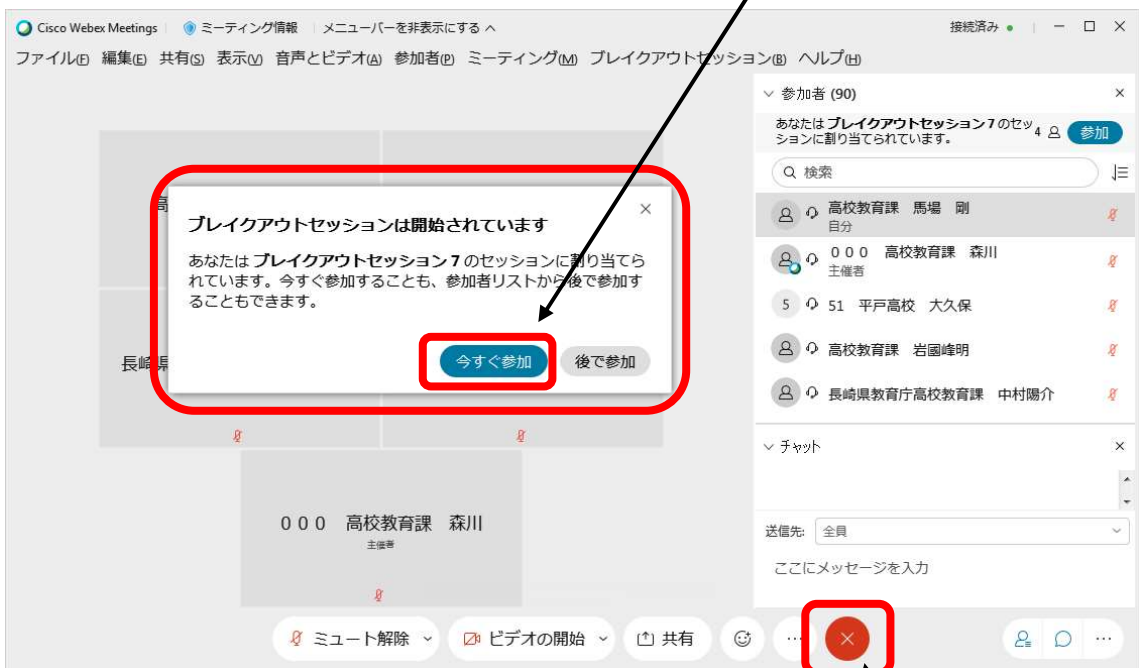 Cisco Webex Meetings ミーティング情報 メニューバーを非表示にする へ 接続済み
ファイル(F) 編集(E) 共有(S) 表示(V) 音声とビデオ(A) 参加者(P) ミーティング(M) ブレイクアウトセッション(B) ヘルプ(H)
参加者 (90)
あなたは ブレイクアウトセッション 7 のセッ
ションに割り当てられています。
4 参加
検索
高校教育課 馬場 剛
自分
000 高校教育課 森川
主催者
5 51 平戸高校 大久保
高校教育課 岩國峰明
長崎県教育庁高校教育課 中村陽介
高
ブレイクアウトセッションは開始されています
あなたは ブレイクアウトセッション 7 のセッションに割り当てら
れています。今すぐ参加することも、参加者リストから後で参加す
ることもできます。
今すぐ参加 後で参加
長崎県
000 高校教育課 森川
主催者
チャット
送信先: 全員
ここにメッセージを入力
ミュート解除 ビデオの開始 共有